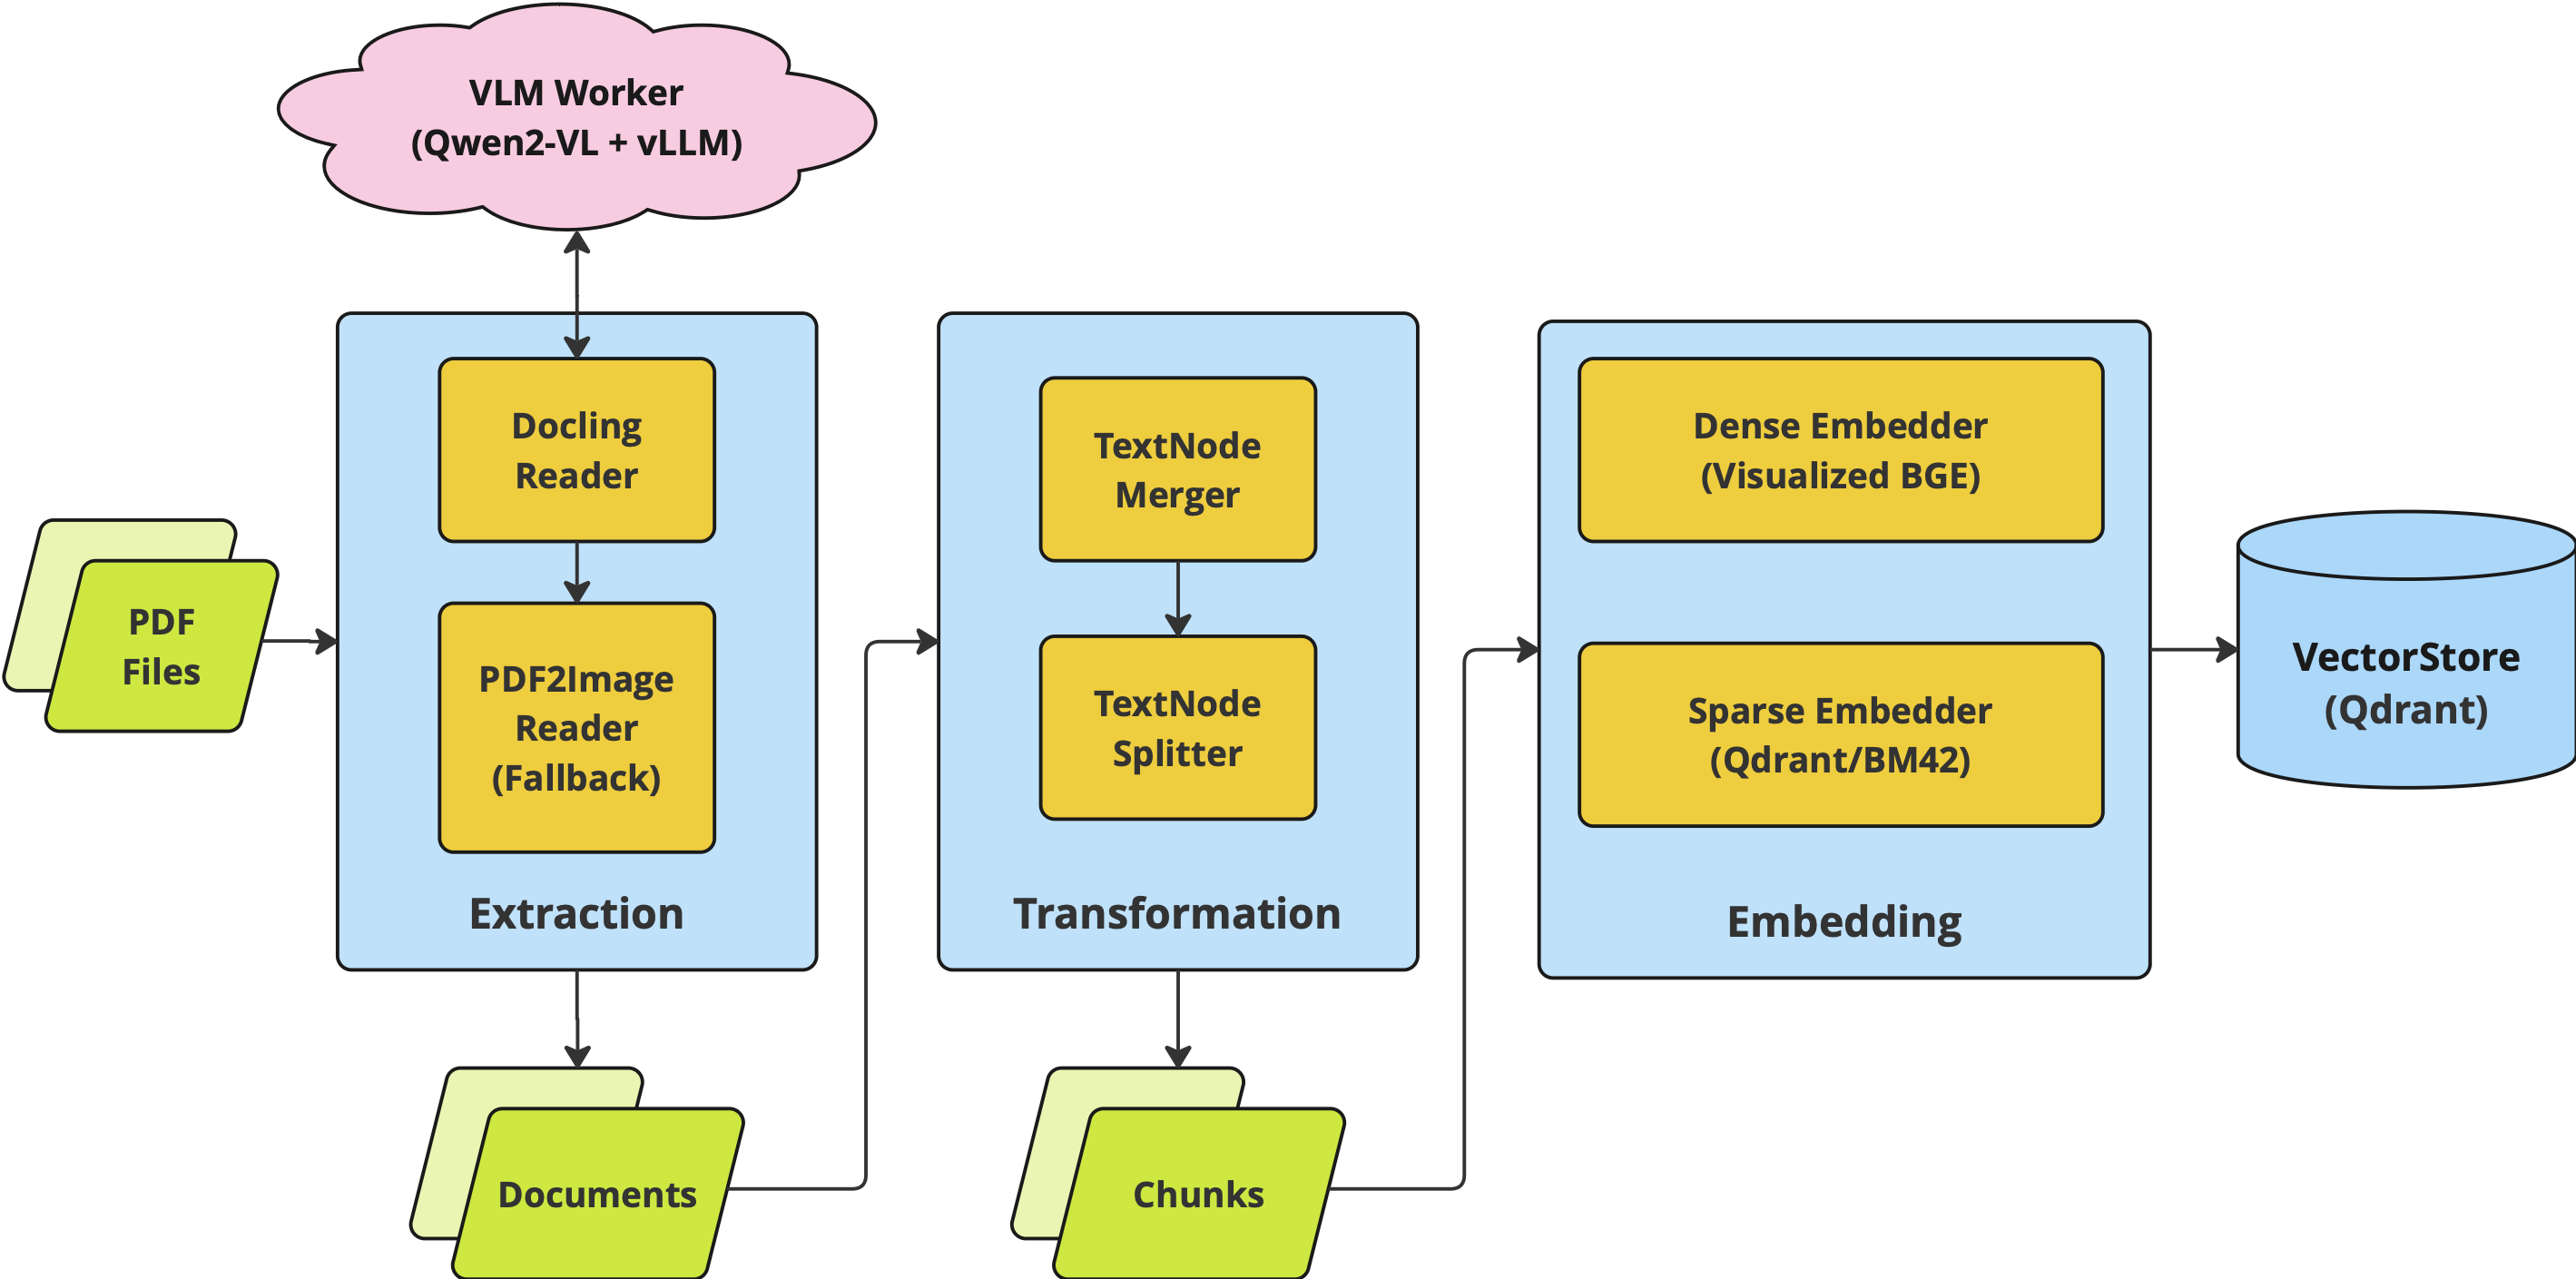 VLM Worker
(Qwen2-VL + vLLM)
PDF
Files
Docling
Reader
PDF2Image
Reader
(Fallback)
Extraction
Documents
TextNode
Merger
TextNode
Splitter
Transformation
Chunks
Dense Embedder
(Visualized BGE)
Sparse Embedder
(Qdrant/BM42)
Embedding
VectorStore
(Qdrant)